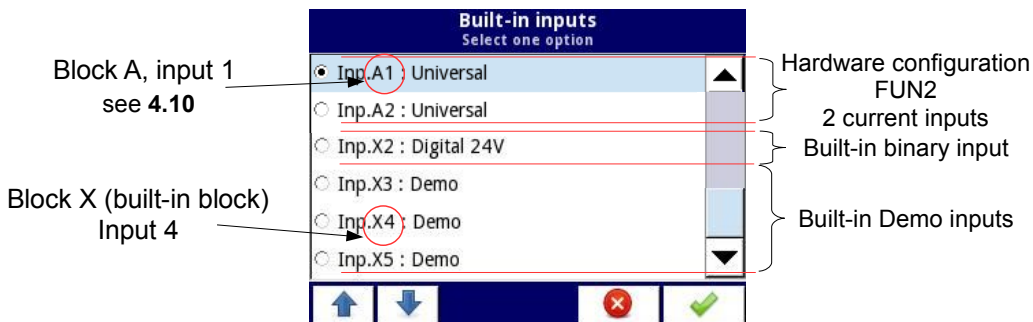 Built-in inputs
Select one option
Block A, input 1
see 4.10
Inp.A1 : Universal
Inp.A2 : Universal
Inp.X2 : Digital 24V
Inp.X3 : Demo
Inp.X4 : Demo
Inp.X5 : Demo
Block X (built-in block)
Input 4
Hardware configuration
FUN2
2 current inputs
Built-in binary input
Built-in Demo inputs